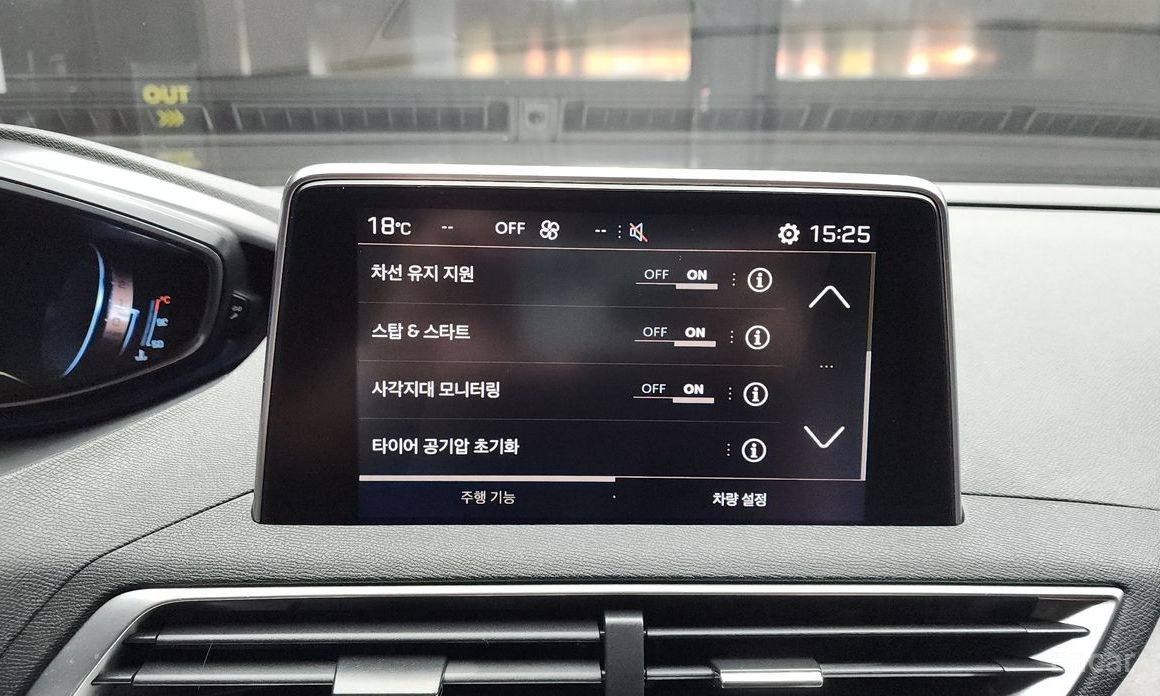 OUT
18°C -- OFF -- 15:25
차선 유지 지원 OFF ON
스탑 & 스타트 OFF ON
사각지대 모니터링 OFF ON
타이어 공기압 초기화
주행 기능 차량 설정
°C